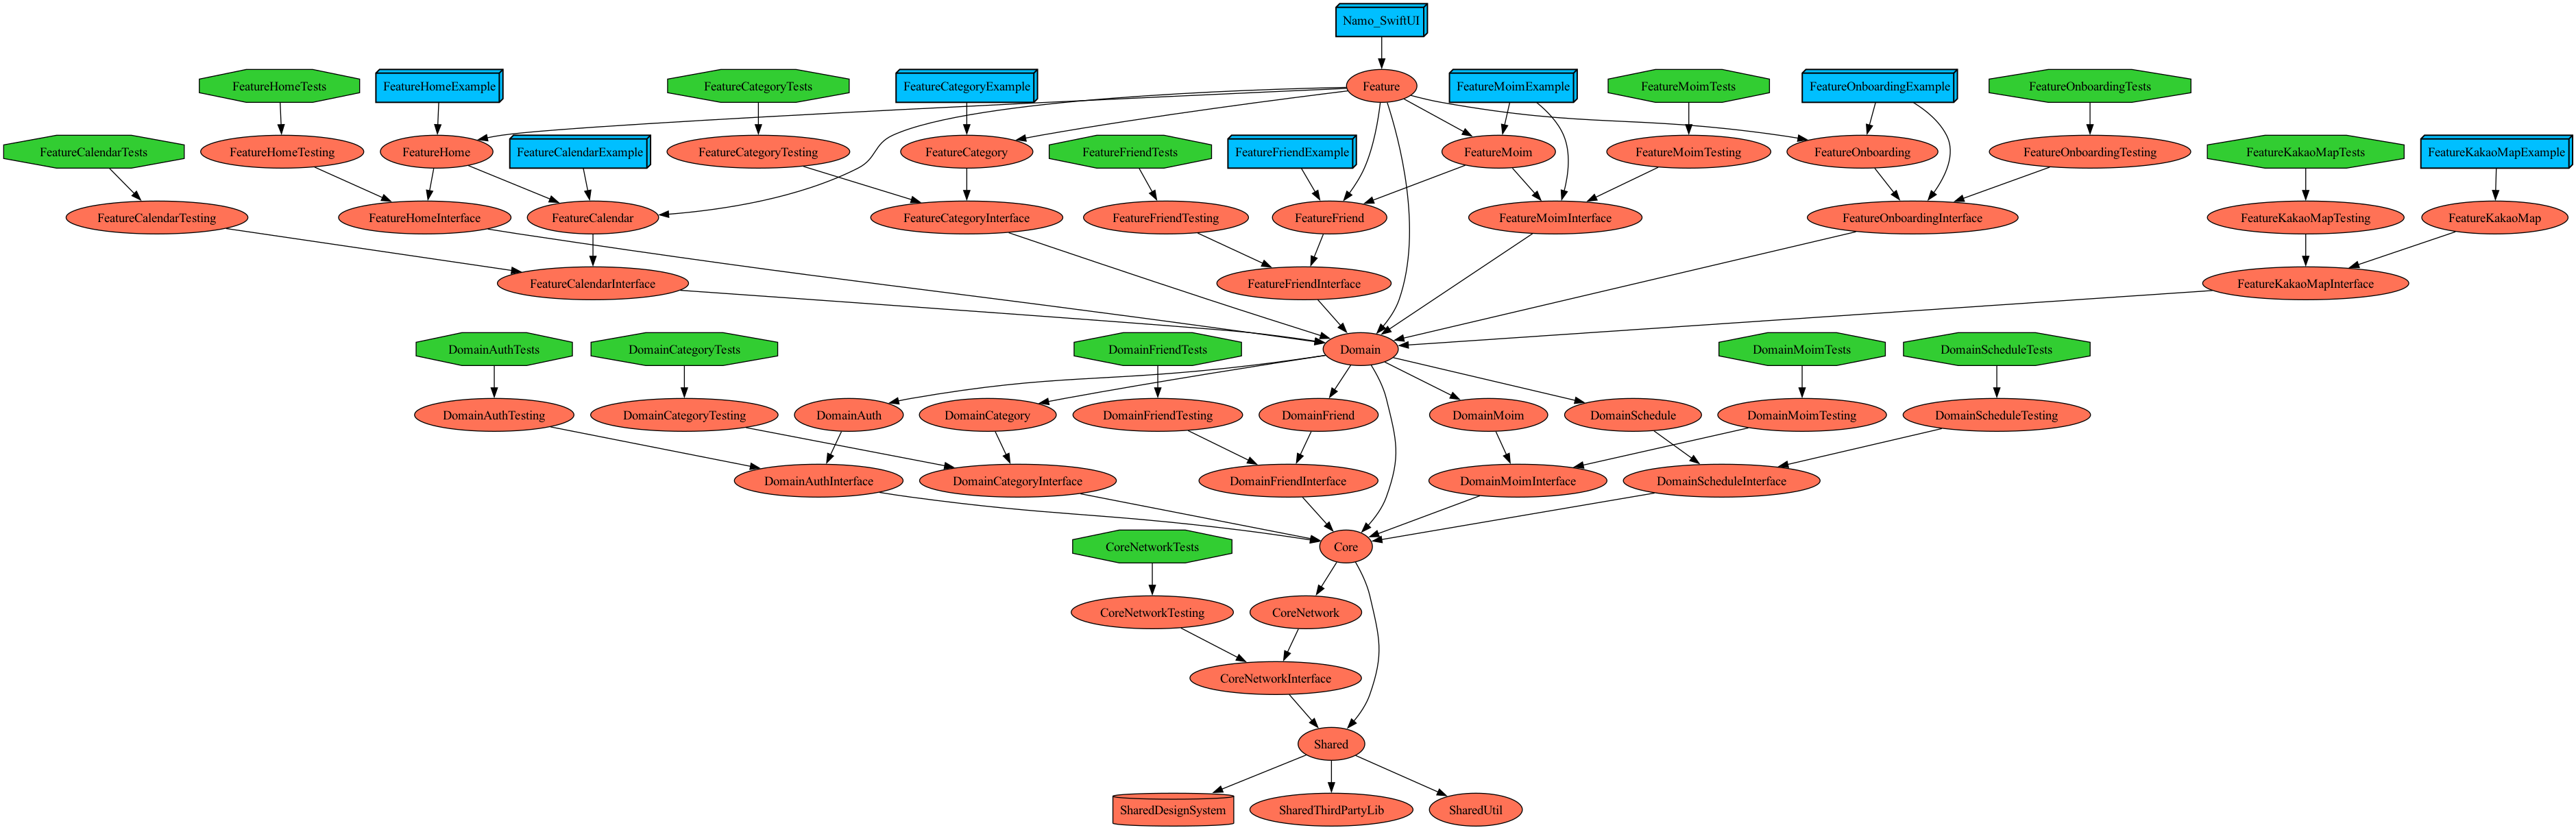 Namo_SwiftUI
FeatureHomeTests
FeatureHomeExample
FeatureCategoryTests
FeatureCategoryExample
Feature
FeatureMoimExample
FeatureMoimTests
FeatureOnboardingExample
FeatureOnboardingTests
FeatureCalendarTests
FeatureHomeTesting
FeatureHome
FeatureCalendarExample
FeatureCategoryTesting
FeatureCategory
FeatureFriendTests
FeatureFriendExample
FeatureMoim
FeatureMoimTesting
FeatureOnboarding
FeatureOnboardingTesting
FeatureKakaoMapTests
FeatureKakaoMapExample
FeatureCalendarTesting
FeatureHomeInterface
FeatureCalendar
FeatureCategoryInterface
FeatureFriendTesting
FeatureFriend
FeatureMoimInterface
FeatureOnboardingInterface
FeatureKakaoMapTesting
FeatureKakaoMap
FeatureCalendarInterface
FeatureFriendInterface
FeatureKakaoMapInterface
DomainAuthTests
DomainCategoryTests
DomainFriendTests
Domain
DomainMoimTests
DomainScheduleTests
DomainAuthTesting
DomainCategoryTesting
DomainAuth
DomainCategory
DomainFriendTesting
DomainFriend
DomainMoim
DomainSchedule
DomainMoimTesting
DomainScheduleTesting
DomainAuthInterface
DomainCategoryInterface
DomainFriendInterface
DomainMoimInterface
DomainScheduleInterface
CoreNetworkTests
Core
CoreNetworkTesting
CoreNetwork
CoreNetworkInterface
Shared
SharedDesignSystem
SharedThirdPartyLib
SharedUtil